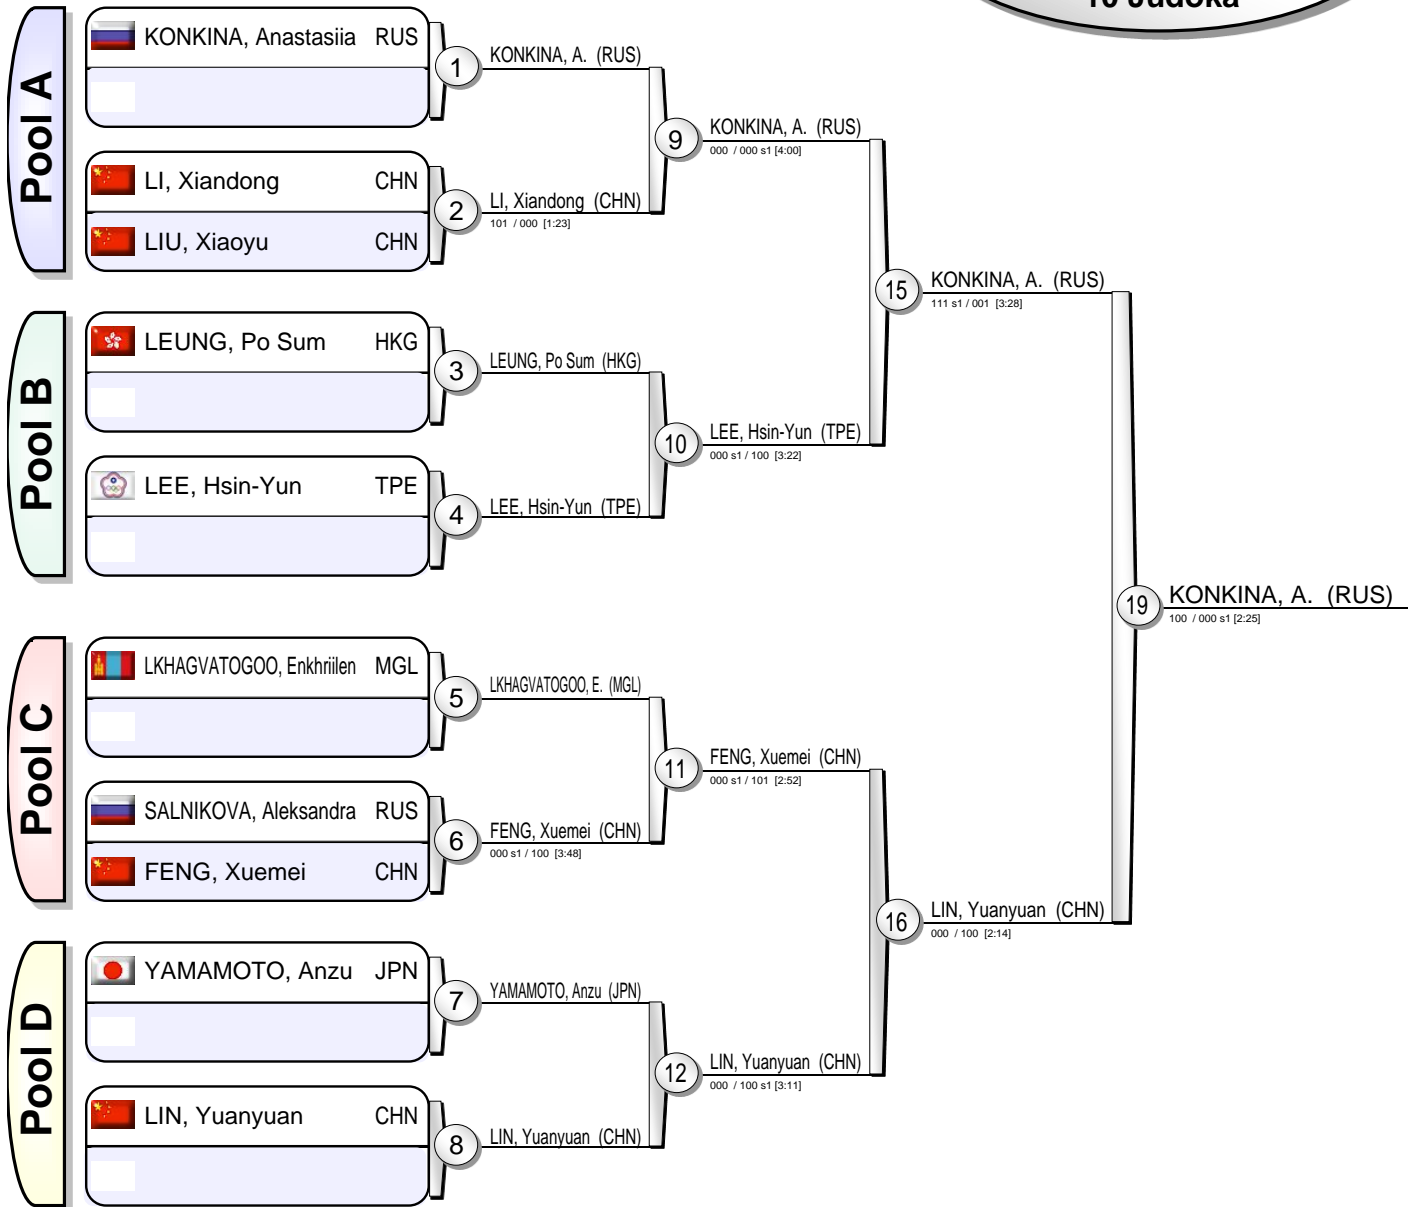 10 Judoka
Pool A
KONKINA, Anastasiia RUS
1
KONKINA, A. (RUS)
LI, Xiandong CHN
LIU, Xiaoyu CHN
2
LI, Xiandong (CHN)
101 / 000 [1:23]
9
KONKINA, A. (RUS)
000 / 000 s1 [4:00]
Pool B
LEUNG, Po Sum HKG
3
LEUNG, Po Sum (HKG)
LEE, Hsin-Yun TPE
4
LEE, Hsin-Yun (TPE)
10
LEE, Hsin-Yun (TPE)
000 s1 / 100 [3:22]
15
KONKINA, A. (RUS)
111 s1 / 001 [3:28]
Pool C
LKHAGVATOGOO, Enkhriilen MGL
5
LKHAGVATOGOO, E. (MGL)
SALNIKOVA, Aleksandra RUS
FENG, Xuemei CHN
6
FENG, Xuemei (CHN)
000 s1 / 100 [3:48]
11
FENG, Xuemei (CHN)
000 s1 / 101 [2:52]
Pool D
YAMAMOTO, Anzu JPN
7
YAMAMOTO, Anzu (JPN)
LIN, Yuanyuan CHN
8
LIN, Yuanyuan (CHN)
12
LIN, Yuanyuan (CHN)
000 / 100 s1 [3:11]
16
LIN, Yuanyuan (CHN)
000 / 100 [2:14]
19
KONKINA, A. (RUS)
100 / 000 s1 [2:25]